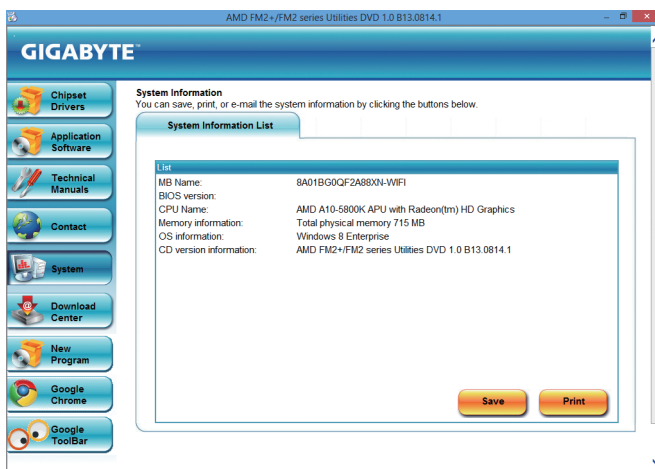 AMD FM2+/FM2 series Utilities DVD 1.0 B13.0814.1
GIGABYTE™
Chipset
Drivers
Application
Software
Technical
Manuals
Contact
System
Download
Center
New
Program
Google
Chrome
Google
ToolBar
System Information
You can save, print, or e-mail the system information by clicking the buttons below.
System Information List
List
MB Name: 8A01BG0QF2A88XN-WIFI
BIOS version:
CPU Name: AMD A10-5800K APU with Radeon(tm) HD Graphics
Memory information: Total physical memory 715 MB
OS information: Windows 8 Enterprise
CD version information: AMD FM2+/FM2 series Utilities DVD 1.0 B13.0814.1
Save Print